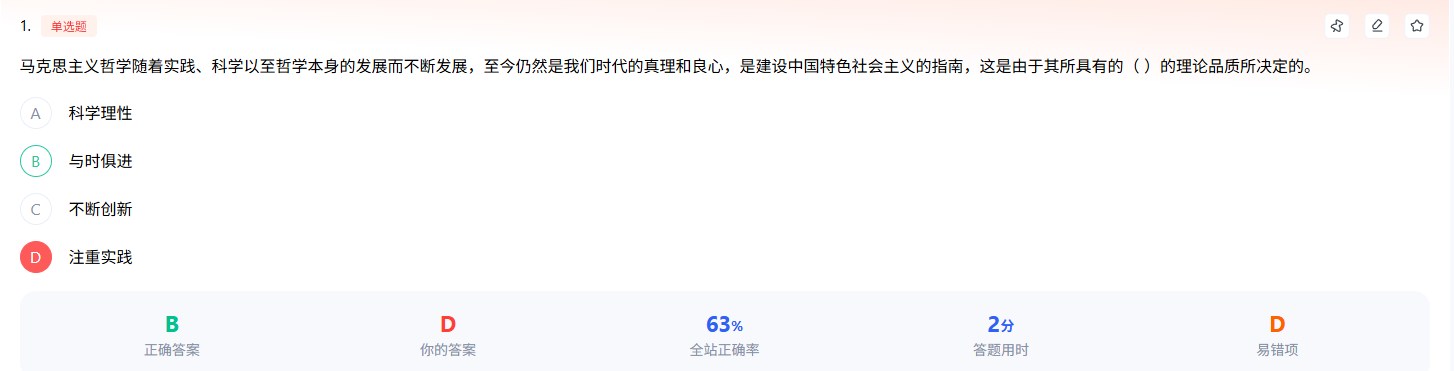 1. 单选题
马克思主义哲学随着实践、科学以至哲学本身的发展而不断发展，至今仍然是我们时代的真理和良心，是建设中国特色社会主义的指南，这是由于其所具有的（ ）的理论品质所决定的。
A 科学理性
B 与时俱进
C 不断创新
D 注重实践
B D 63% 2分 D
正确答案 你的答案 全站正确率 答题用时 易错项